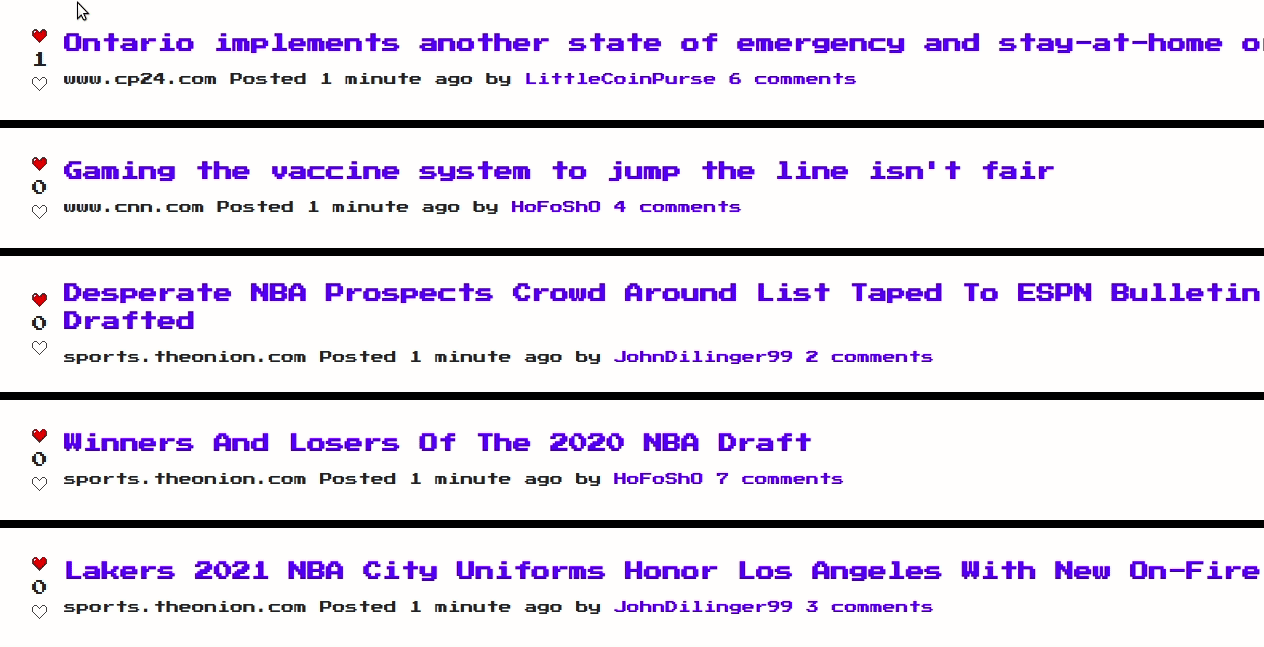 Ontario implements another state of emergency and stay-at-home
1
www.cp24.com Posted 1 minute ago by LittleCoinPurse 6 comments
Gaming the vaccine system to jump the line isn't fair
0
www.cnn.com Posted 1 minute ago by HoFoSh0 4 comments
Desperate NBA Prospects Crowd Around List Taped To ESPN Bulletin
0
Drafted
sports.theonion.com Posted 1 minute ago by JohnDilinger99 2 comments
Winners And Losers Of The 2020 NBA Draft
0
sports.theonion.com Posted 1 minute ago by HoFoSh0 7 comments
Lakers 2021 NBA City Uniforms Honor Los Angeles With New On-Fire
0
sports.theonion.com Posted 1 minute ago by JohnDilinger99 3 comments